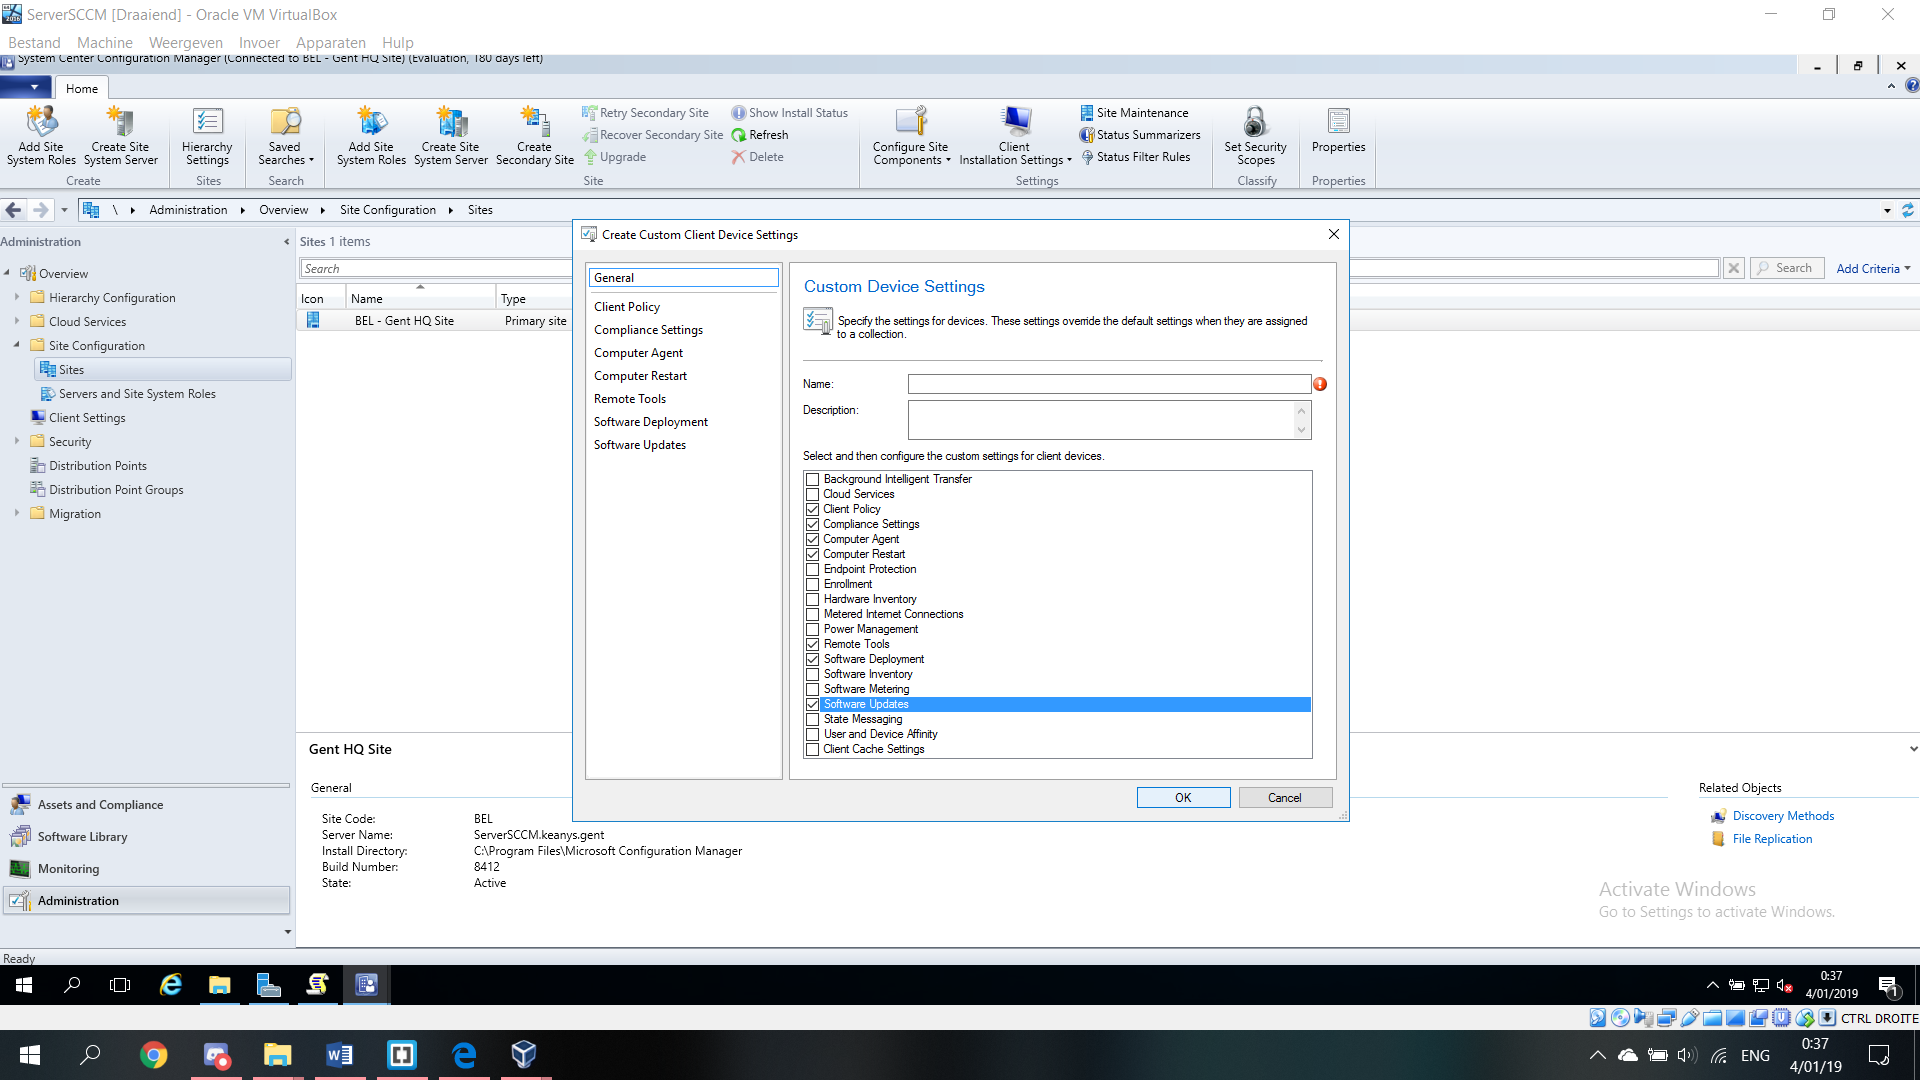 ServerSCCM [Draaiend] - Oracle VM VirtualBox
Bestand Machine Weergeven Invoer Apparaten Hulp
System Center Configuration Manager (Connected to BEL - Gent HQ Site) (Evaluation, 180 days left)
Home
Add Site System Roles
Create Site System Server
Create
Hierarchy Settings
Sites
Saved Searches
Search
Add Site System Roles
Create Site System Server
Create Secondary Site
Retry Secondary Site
Recover Secondary Site
Upgrade
Show Install Status
Refresh
Delete
Site
Configure Site Components
Client Installation Settings
Site Maintenance
Status Summarizers
Status Filter Rules
Settings
Set Security Scopes
Classify
Properties
Properties
\ Administration Overview Site Configuration Sites
Administration
Overview
Hierarchy Configuration
Cloud Services
Site Configuration
Sites
Servers and Site System Roles
Client Settings
Security
Distribution Points
Distribution Point Groups
Migration
Assets and Compliance
Software Library
Monitoring
Administration
Ready
Sites 1 items
Search
Search
Add Criteria
Icon Name Type
BEL - Gent HQ Site Primary site
Create Custom Client Device Settings
General
Client Policy
Compliance Settings
Computer Agent
Computer Restart
Remote Tools
Software Deployment
Software Updates
Custom Device Settings
Specify the settings for devices. These settings override the default settings when they are assigned
to a collection.
Name:
Description:
Select and then configure the custom settings for client devices.
Background Intelligent Transfer
Cloud Services
Client Policy
Compliance Settings
Computer Agent
Computer Restart
Endpoint Protection
Enrollment
Hardware Inventory
Metered Internet Connections
Power Management
Remote Tools
Software Deployment
Software Inventory
Software Metering
Software Updates
State Messaging
User and Device Affinity
Client Cache Settings
OK Cancel
Gent HQ Site
General
Site Code: BEL
Server Name: ServerSCCM.keanys.gent
Install Directory: C:\Program Files\Microsoft Configuration Manager
Build Number: 8412
State: Active
Related Objects
Discovery Methods
File Replication
Activate Windows
Go to Settings to activate Windows.
0:37
4/01/2019
1
CTRL DROITE
ENG
0:37
4/01/19